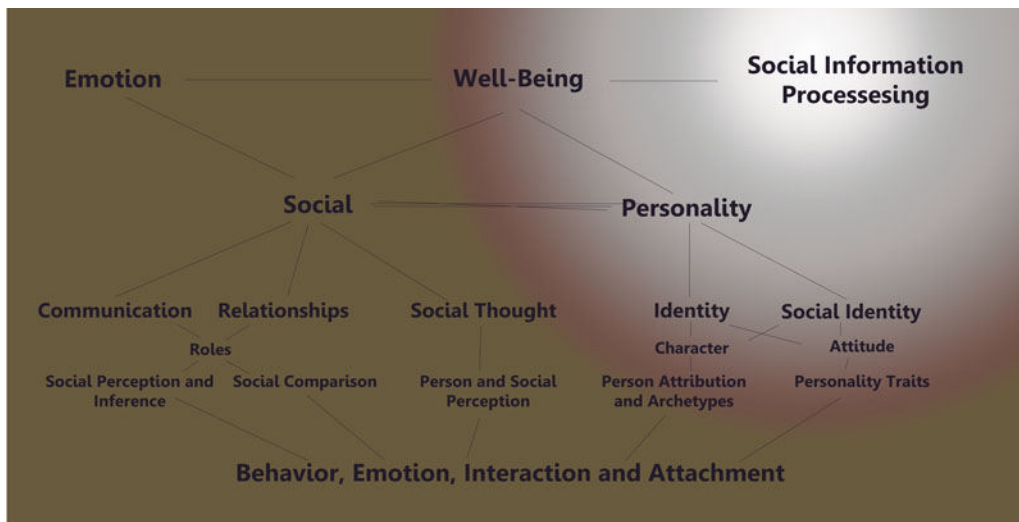 Emotion
Well-Being
Social Information
Processesing
Social
Personality
Communication
Relationships
Social Thought
Identity
Social Identity
Roles
Character
Attitude
Social Perception and
Inference
Social Comparison
Person and Social
Perception
Person Attribution
and Archetypes
Personality Traits
Behavior, Emotion, Interaction and Attachment